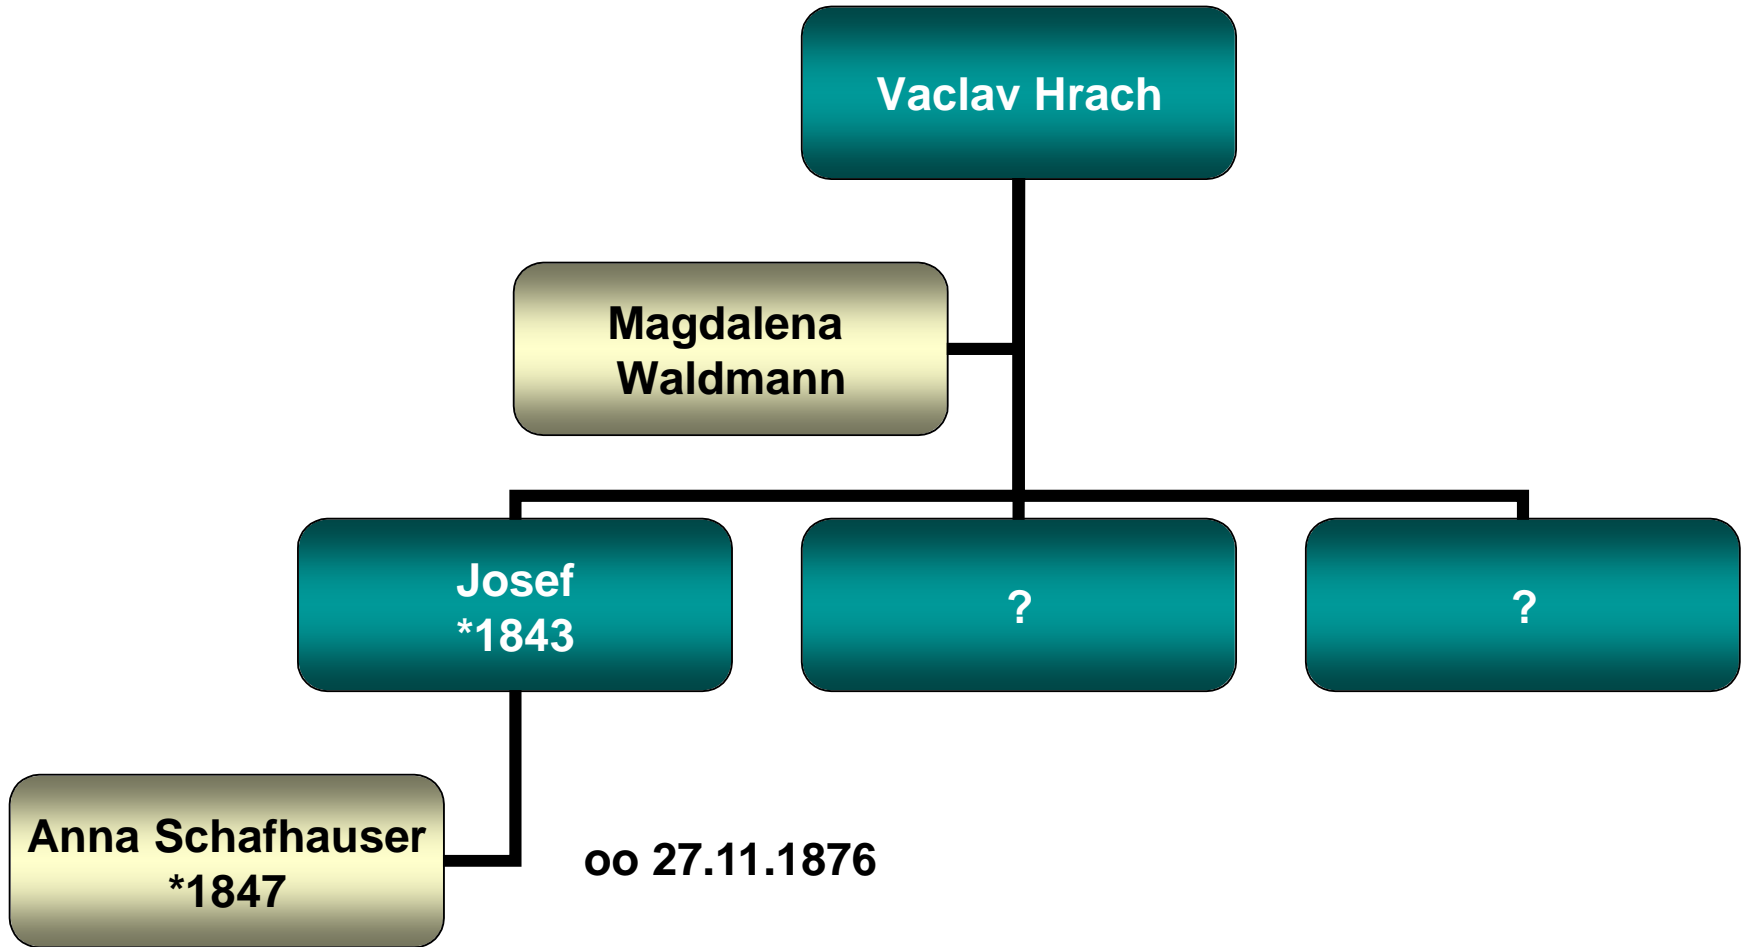 Vaclav Hrach
Magdalena
Waldmann
Josef
*1843
?
?
Anna Schafhauser
*1847
oo 27.11.1876